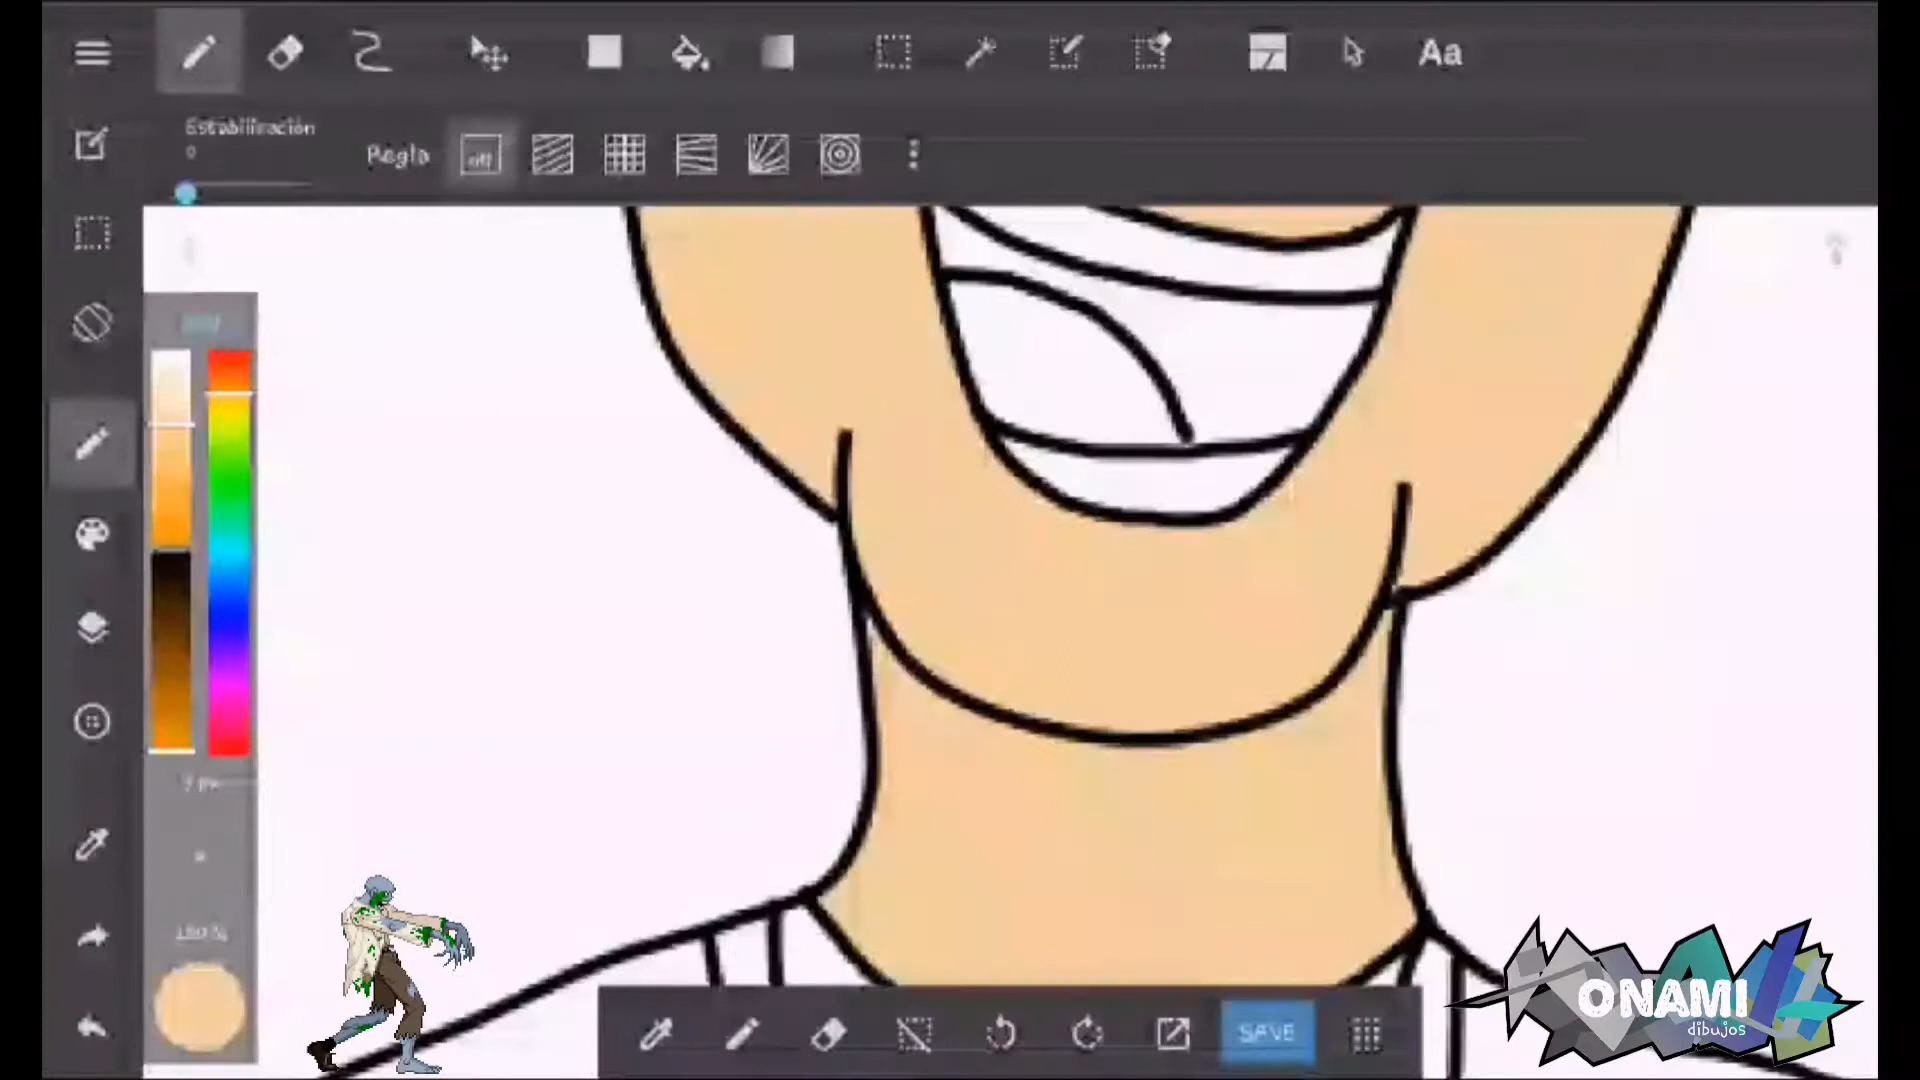 Aa
Estabilización
0
Regla
off
SAVE
ONAMI
dibujos